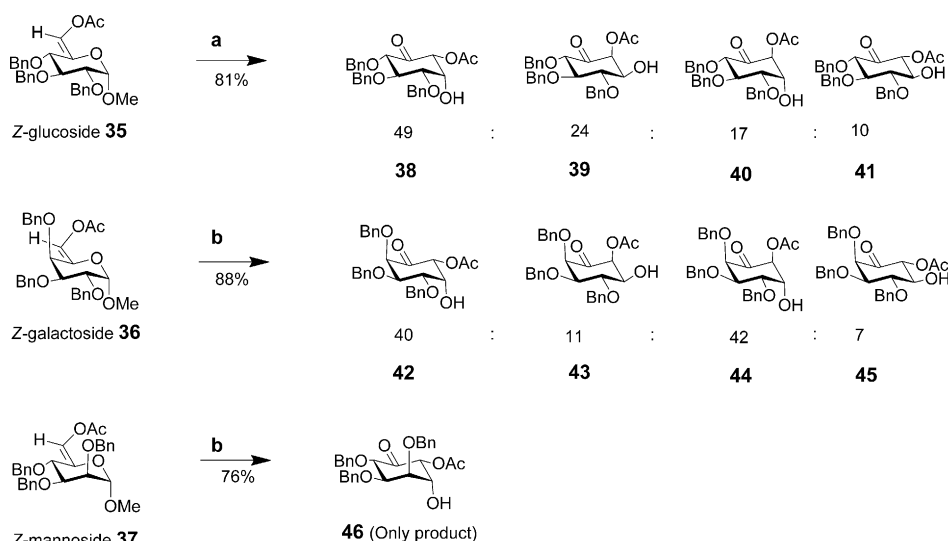 H OAc
O
BnO
BnO
BnO
OMe
Z-glucoside 35
a
81%
O
BnO OAc
BnO
BnO OH
OAc
O
BnO OH
BnO
BnO
OAc
O
BnO
BnO
BnO OH
O OAc
BnO OH
BnO
BnO
49 : 24 : 17 : 10
38 39 40 41
BnO
OAc
H
O
BnO
BnO
OMe
Z-galactoside 36
b
88%
BnO
O
BnO OAc
BnO OH
BnO
OAc
O
BnO OH
BnO
BnO
OAc
O
BnO
BnO OH
BnO
O
BnO OAc
BnO OH
40 : 11 : 42 : 7
42 43 44 45
OAc
H OBn
BnO O
BnO
OMe
Z-mannoside 37
b
76%
O OBn
BnO OAc
BnO
OH
46 (Only product)